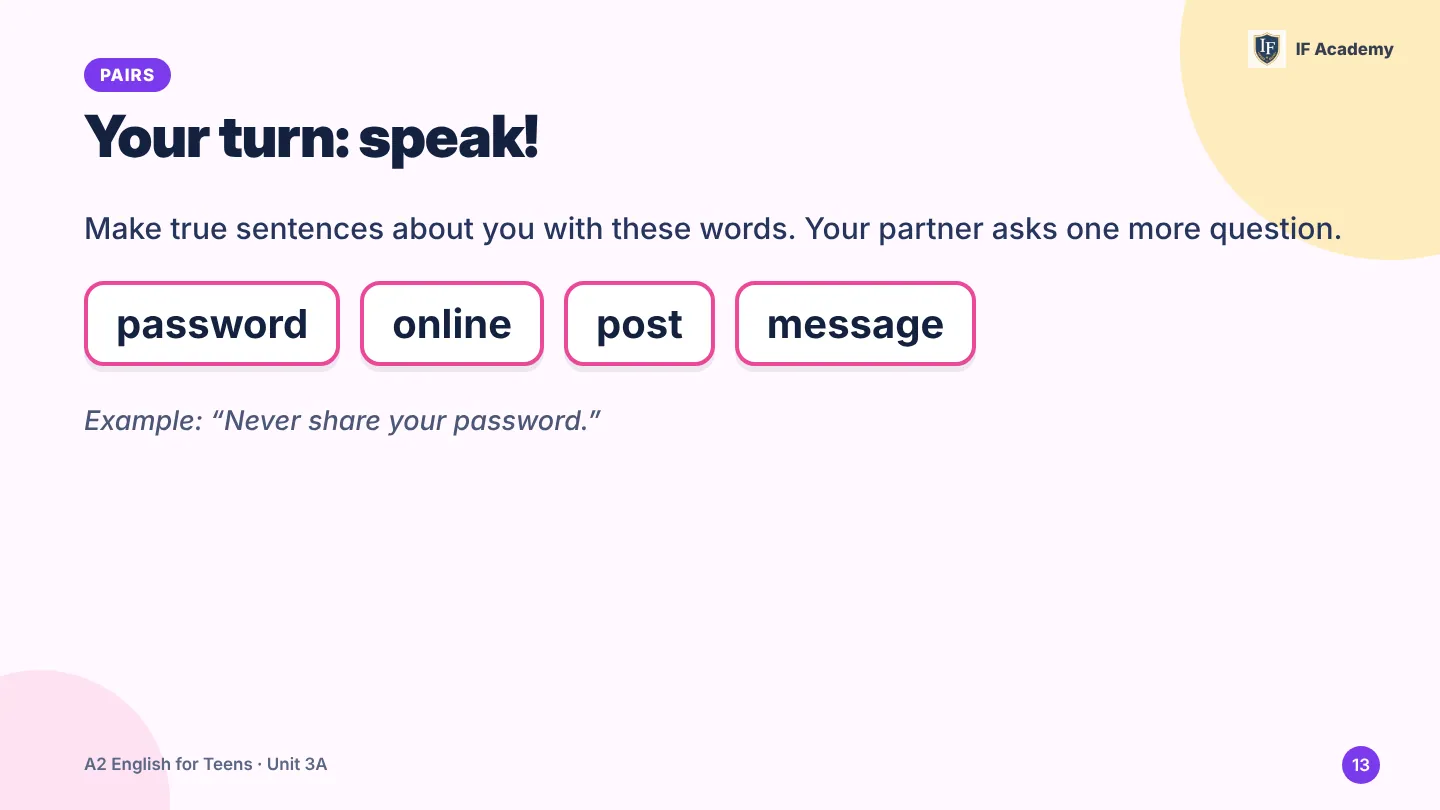 IF
IF Academy
PAIRS
Your turn: speak!
Make true sentences about you with these words. Your partner asks one more question.
password
online
post
message
Example: “Never share your password.”
A2 English for Teens · Unit 3A
13